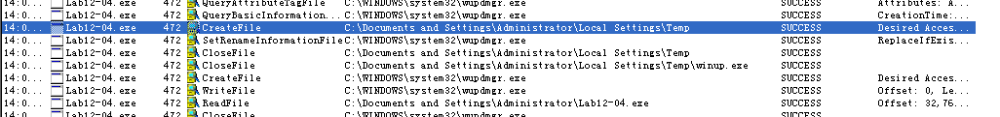 14:0... Lab12-04.exe 472 QueryAttributeTagFile C:\WINDOWS\system32\wupdmgr.exe SUCCESS Attributes: A...
14:0... Lab12-04.exe 472 QueryBasicInformation... C:\WINDOWS\system32\wupdmgr.exe SUCCESS CreationTime:...
14:0... Lab12-04.exe 472 CreateFile C:\Documents and Settings\Administrator\Local Settings\Temp SUCCESS Desired Acces...
14:0... Lab12-04.exe 472 SetRenameInformationFile C:\WINDOWS\system32\wupdmgr.exe SUCCESS ReplaceIfExis...
14:0... Lab12-04.exe 472 CloseFile C:\Documents and Settings\Administrator\Local Settings\Temp SUCCESS
14:0... Lab12-04.exe 472 CloseFile C:\Documents and Settings\Administrator\Local Settings\Temp\winup.exe SUCCESS
14:0... Lab12-04.exe 472 CreateFile C:\WINDOWS\system32\wupdmgr.exe SUCCESS Desired Acces...
14:0... Lab12-04.exe 472 WriteFile C:\WINDOWS\system32\wupdmgr.exe SUCCESS Offset: 0, Le...
14:0... Lab12-04.exe 472 ReadFile C:\Documents and Settings\Administrator\Lab12-04.exe SUCCESS Offset: 32,76...
14:0... Lab12-04.exe 472 CloseFile C:\WINDOWS\system32\wupdmgr.exe SUCCESS